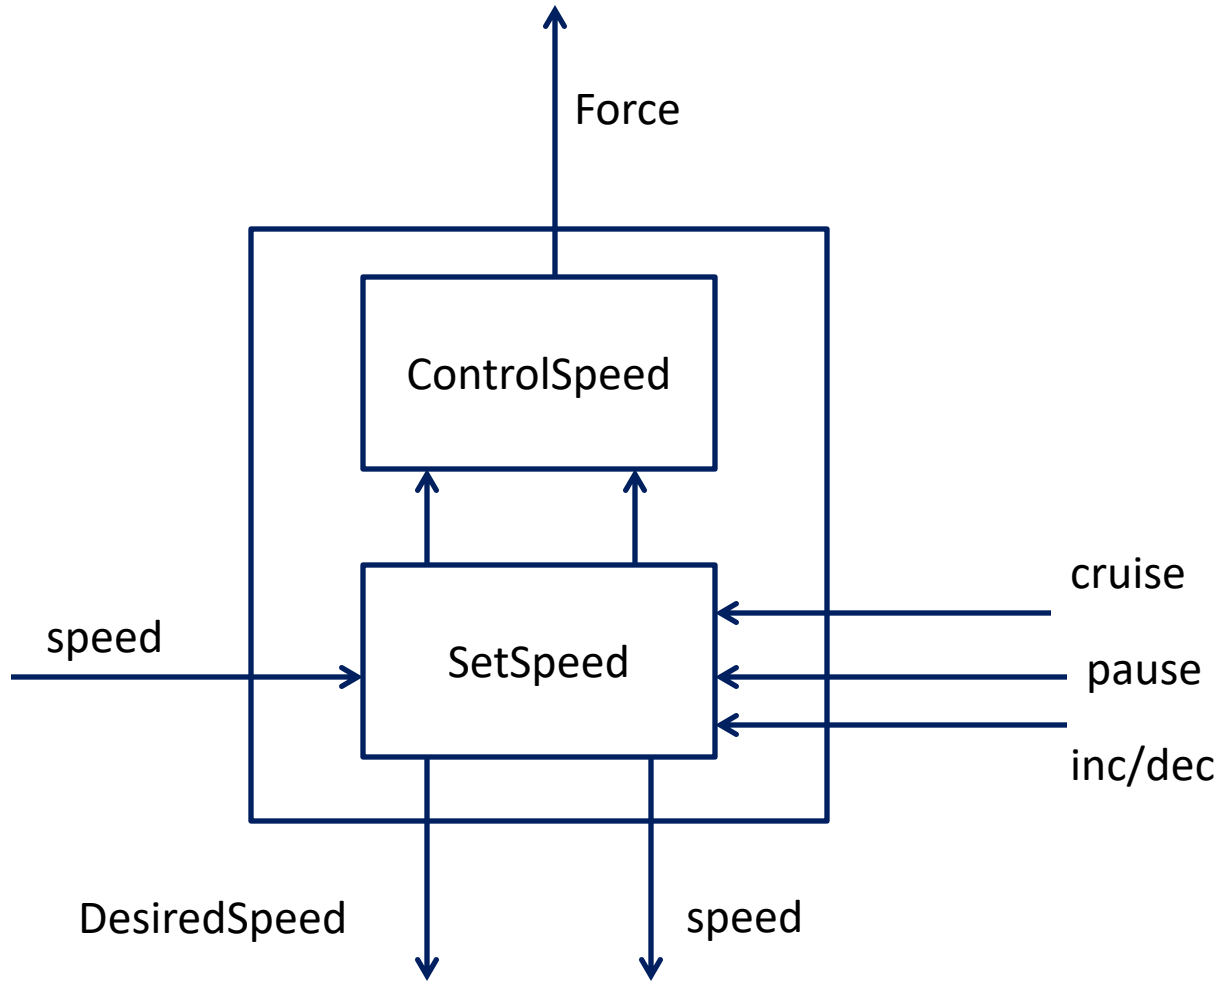 Force
ControlSpeed
cruise
speed
SetSpeed
pause
inc/dec
DesiredSpeed
speed